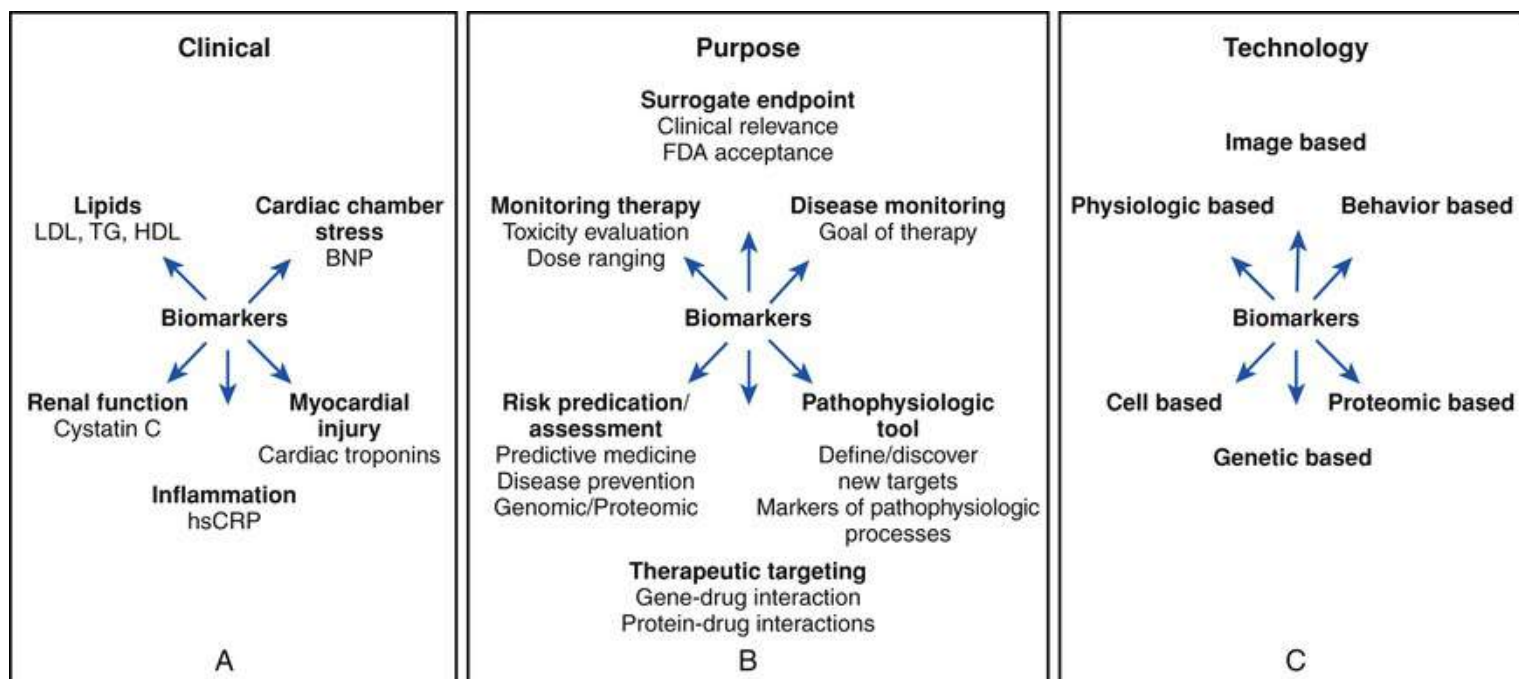 Clinical
Lipids
LDL, TG, HDL
Cardiac chamber
stress
BNP
Biomarkers
Renal function
Cystatin C
Myocardial
injury
Cardiac troponins
Inflammation
hsCRP
A
Purpose
Surrogate endpoint
Clinical relevance
FDA acceptance
Monitoring therapy
Toxicity evaluation
Dose ranging
Disease monitoring
Goal of therapy
Biomarkers
Risk predication/
assessment
Predictive medicine
Disease prevention
Genomic/Proteomic
Pathophysiologic
tool
Define/discover
new targets
Markers of pathophysiologic
processes
Therapeutic targeting
Gene-drug interaction
Protein-drug interactions
B
Technology
Image based
Physiologic based
Behavior based
Biomarkers
Cell based
Proteomic based
Genetic based
C